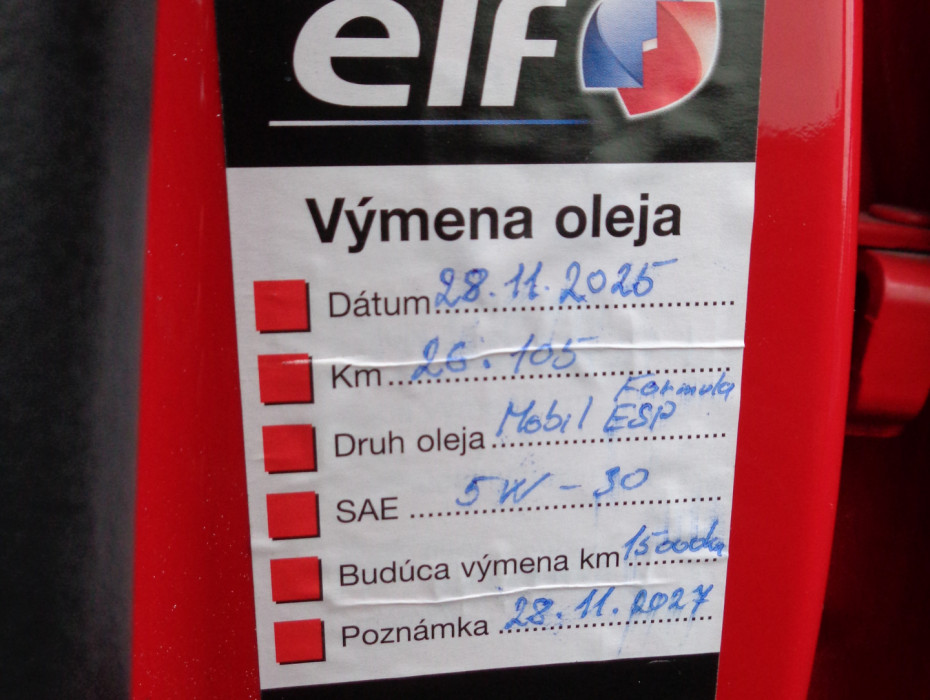 elf
Výmena oleja
Dátum 28.11.2025
Km 26.105
Formula
Druh oleja Mobil ESP
SAE 5W-30
Budúca výmena km 15000km
Poznámka 28.11.2027